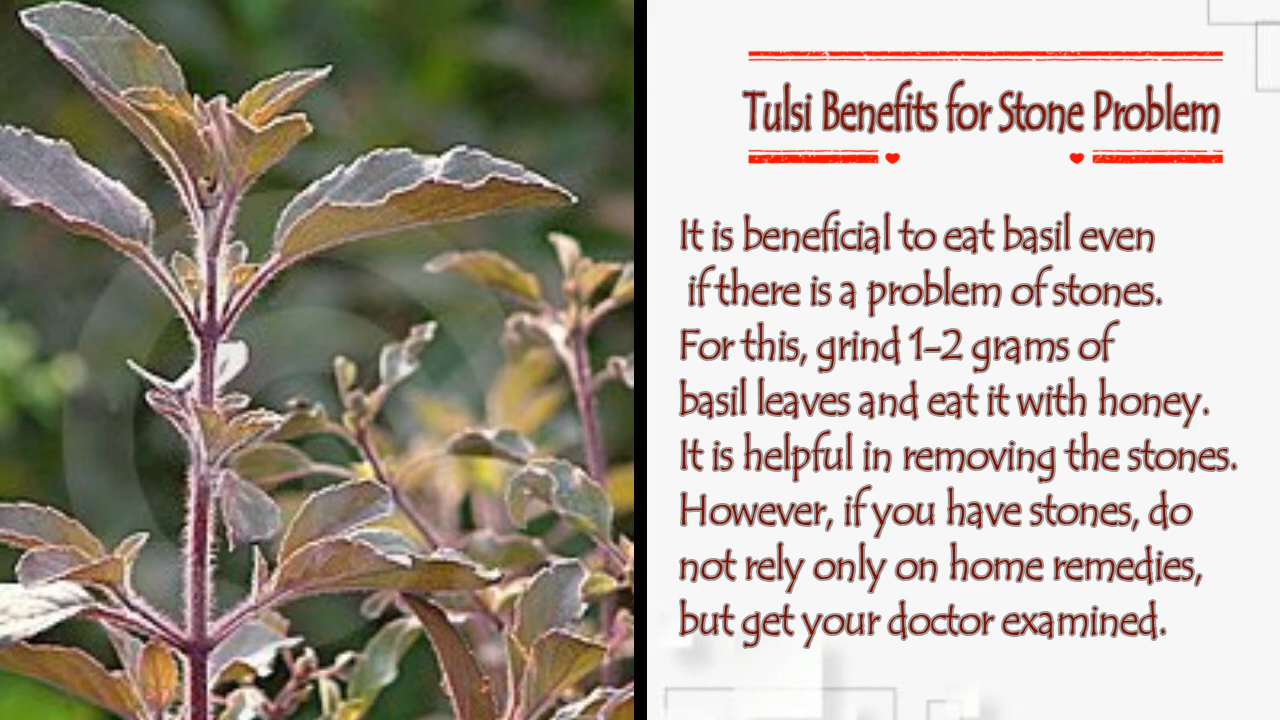 Tulsi Benefits for Stone Problem
It is beneficial to eat basil even
if there is a problem of stones.
For this, grind 1-2 grams of
basil leaves and eat it with honey.
It is helpful in removing the stones.
However, if you have stones, do
not rely only on home remedies,
but get your doctor examined.